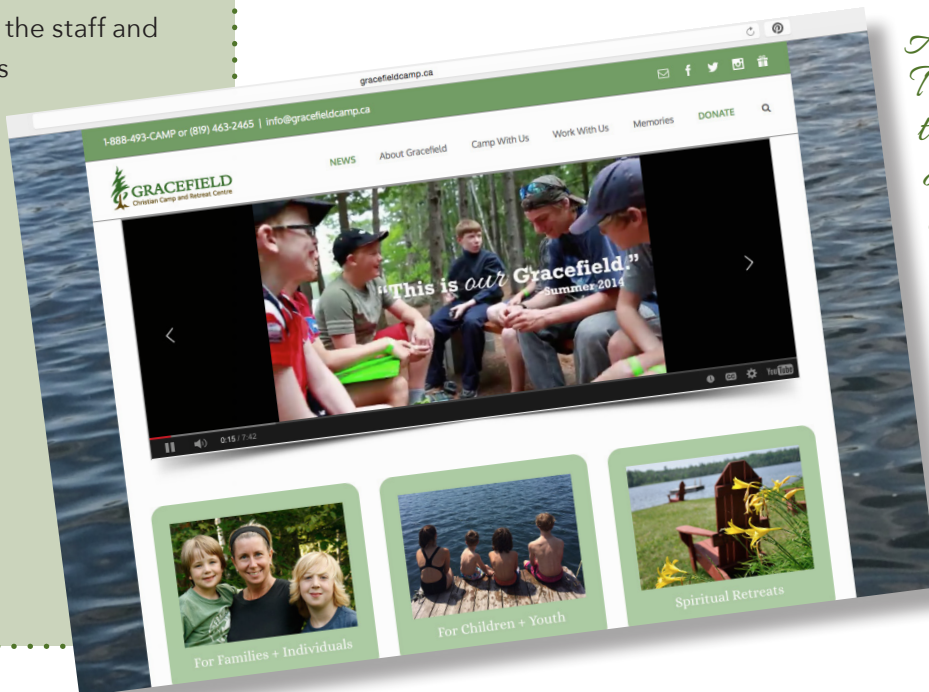 the staff and
s
gracefieldcamp.ca
1-888-493-CAMP or (819) 463-2465 | info@gracefieldcamp.ca
GRACEFIELD
Christian Camp and Retreat Centre
NEWS About Gracefield Camp With Us Work With Us Memories DONATE
“This is our Gracefield.”
Summer 2014
0:15 / 7:42
CC
YouTube
For Families + Individuals
For Children + Youth
Spiritual Retreats